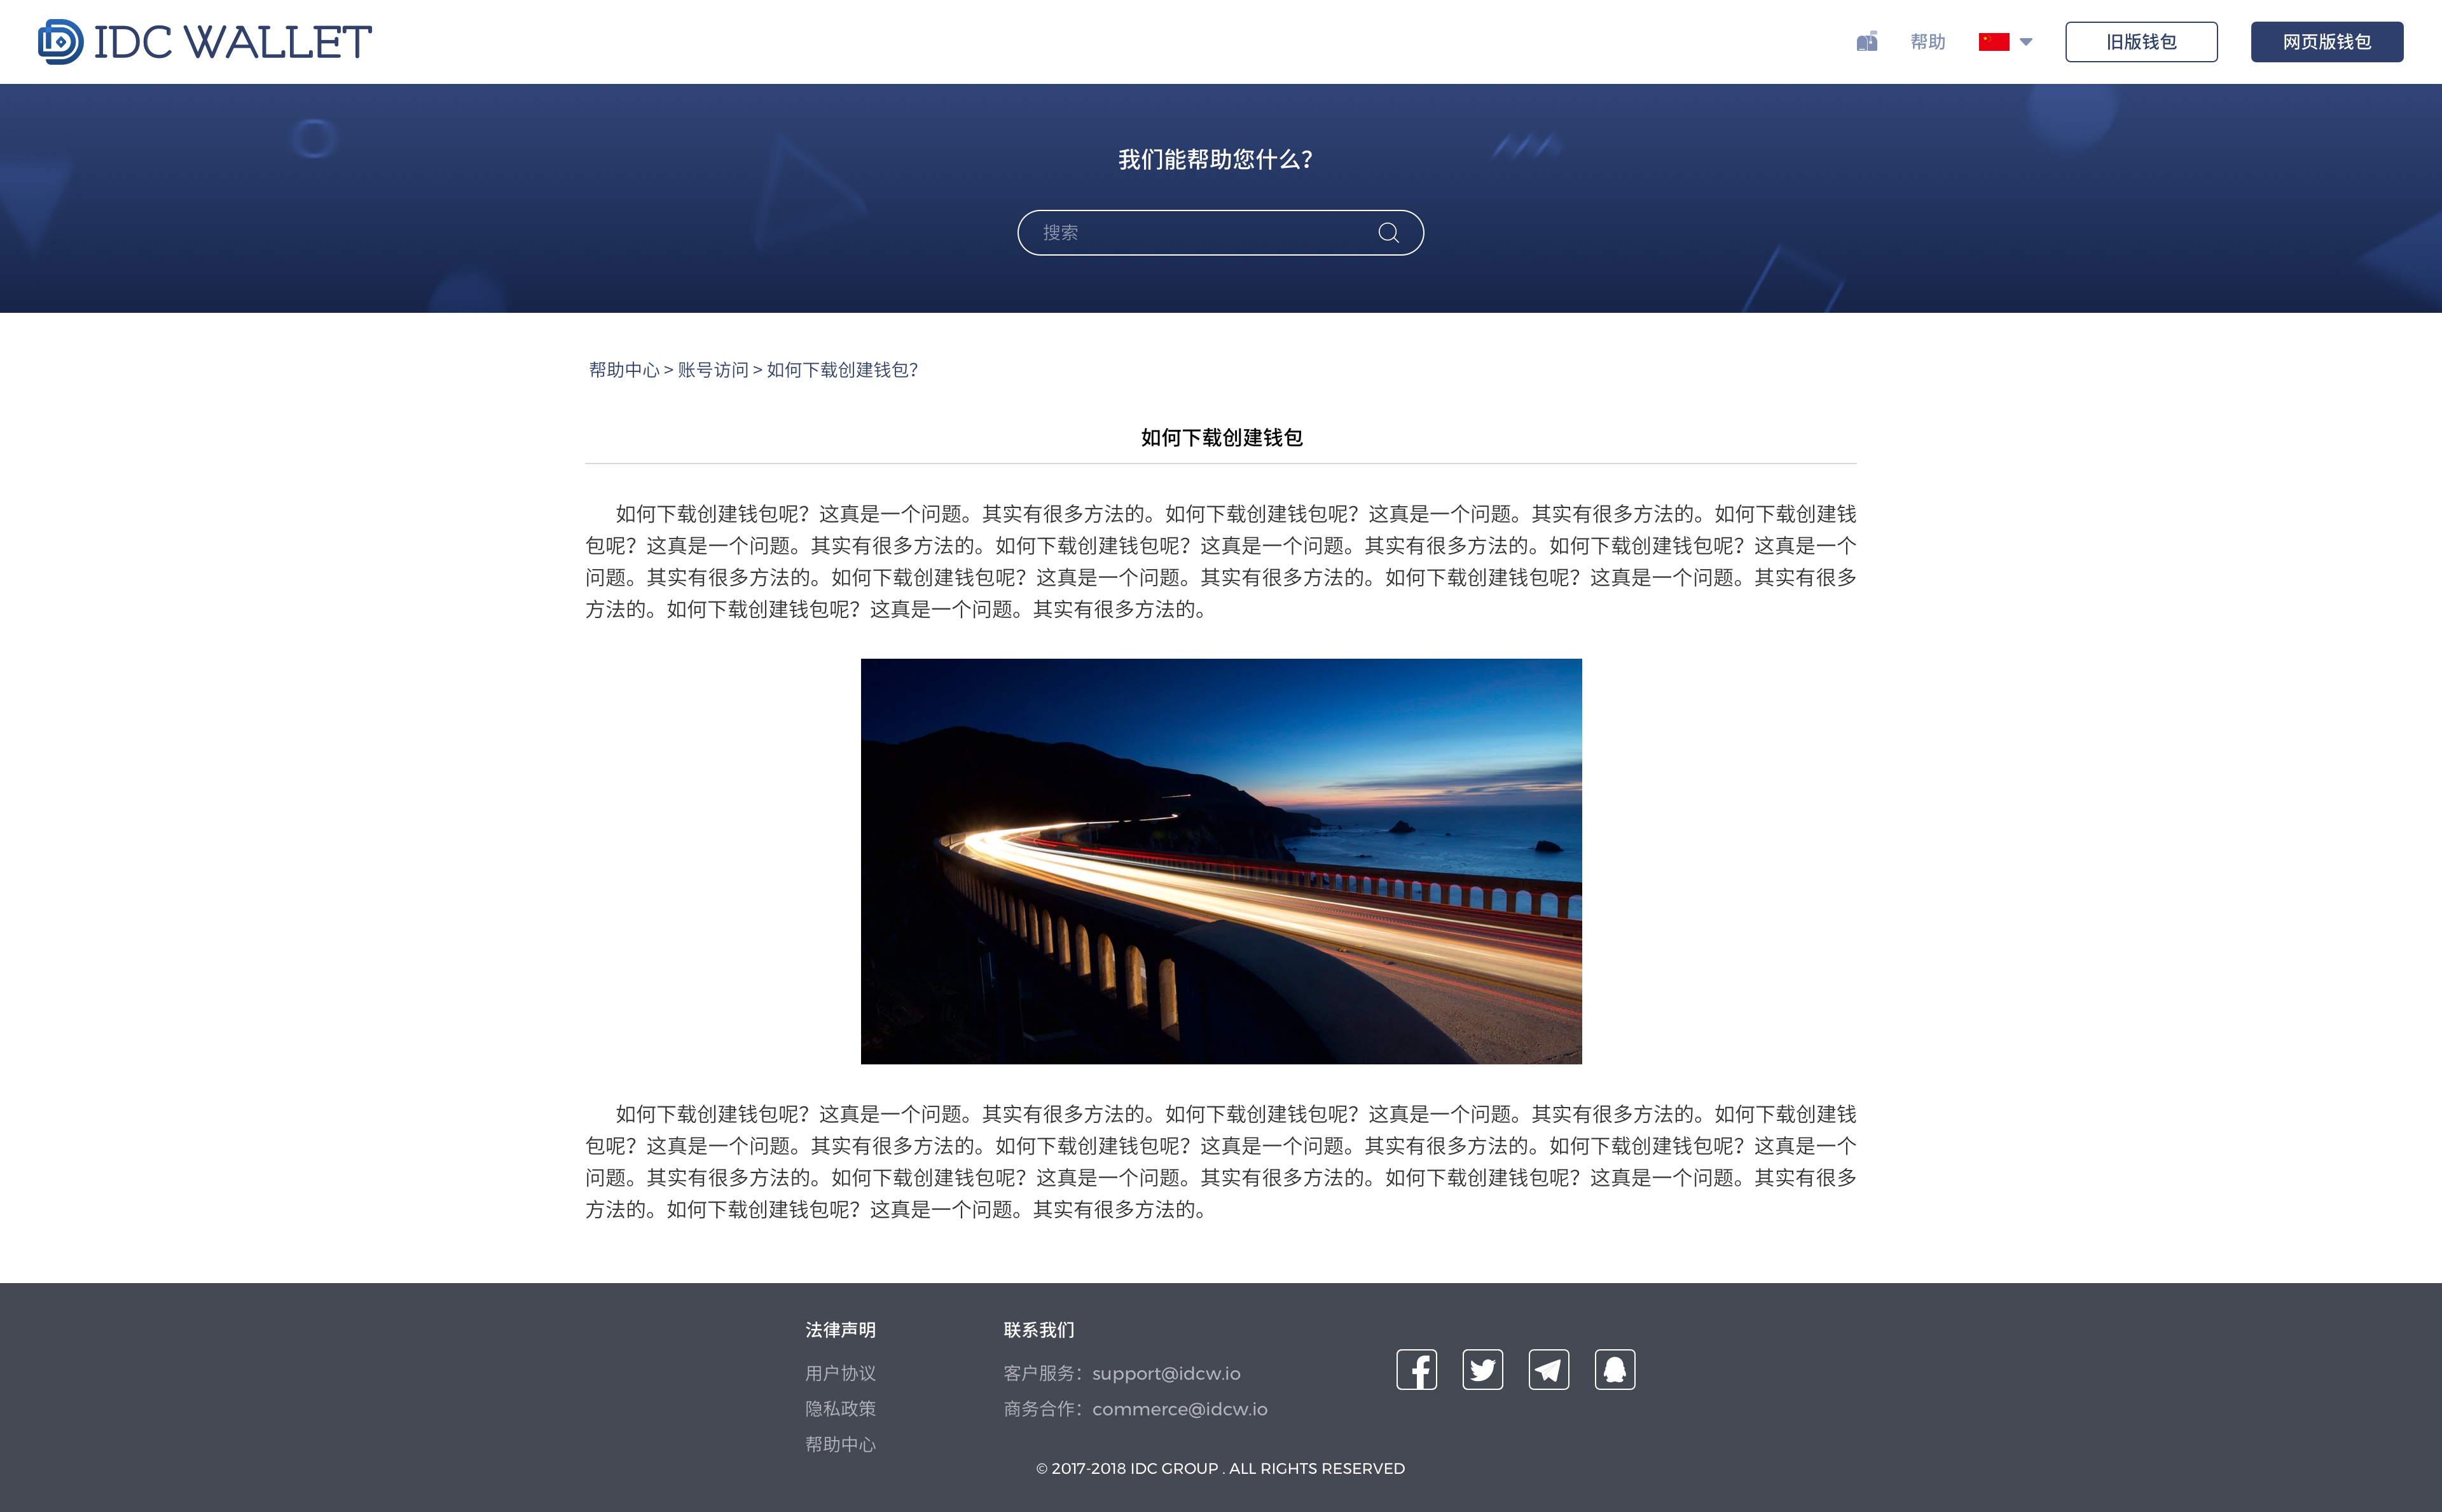 IDC WALLET
帮助
旧版钱包
网页版钱包
我们能帮助您什么？
搜索
帮助中心 > 账号访问 > 如何下载创建钱包？
如何下载创建钱包
如何下载创建钱包呢？这真是一个问题。其实有很多方法的。如何下载创建钱包呢？这真是一个问题。其实有很多方法的。如何下载创建钱
包呢？这真是一个问题。其实有很多方法的。如何下载创建钱包呢？这真是一个问题。其实有很多方法的。如何下载创建钱包呢？这真是一个
问题。其实有很多方法的。如何下载创建钱包呢？这真是一个问题。其实有很多方法的。如何下载创建钱包呢？这真是一个问题。其实有很多
方法的。如何下载创建钱包呢？这真是一个问题。其实有很多方法的。
如何下载创建钱包呢？这真是一个问题。其实有很多方法的。如何下载创建钱包呢？这真是一个问题。其实有很多方法的。如何下载创建钱
包呢？这真是一个问题。其实有很多方法的。如何下载创建钱包呢？这真是一个问题。其实有很多方法的。如何下载创建钱包呢？这真是一个
问题。其实有很多方法的。如何下载创建钱包呢？这真是一个问题。其实有很多方法的。如何下载创建钱包呢？这真是一个问题。其实有很多
方法的。如何下载创建钱包呢？这真是一个问题。其实有很多方法的。
法律声明
用户协议
隐私政策
帮助中心
联系我们
客户服务：support@idcw.io
商务合作：commerce@idcw.io
© 2017-2018 IDC GROUP . ALL RIGHTS RESERVED